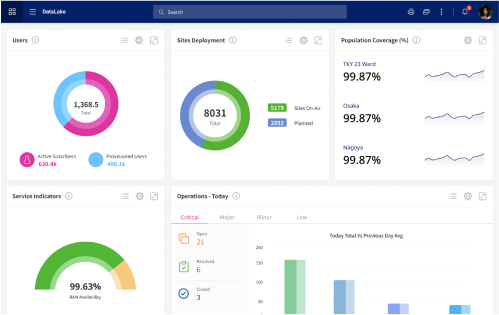 DataLake
Search
Users
1,368.5
Total
Active Suscribers
630.4k
Provisioned Users
400.1k
Sites Deployment
8031
Total
5179 Sites On-Air
2852 Planned
Population Coverage (%)
TKY 23 Ward
99.87%
Osaka
99.87%
Nagoya
99.87%
Service Indicators
99.63%
RAN Availability
Operations - Today
Critical Major Minor Low
Open
21
Resolved
6
Closed
3
Today Total Vs Previous Day Avg
200
150
100
50